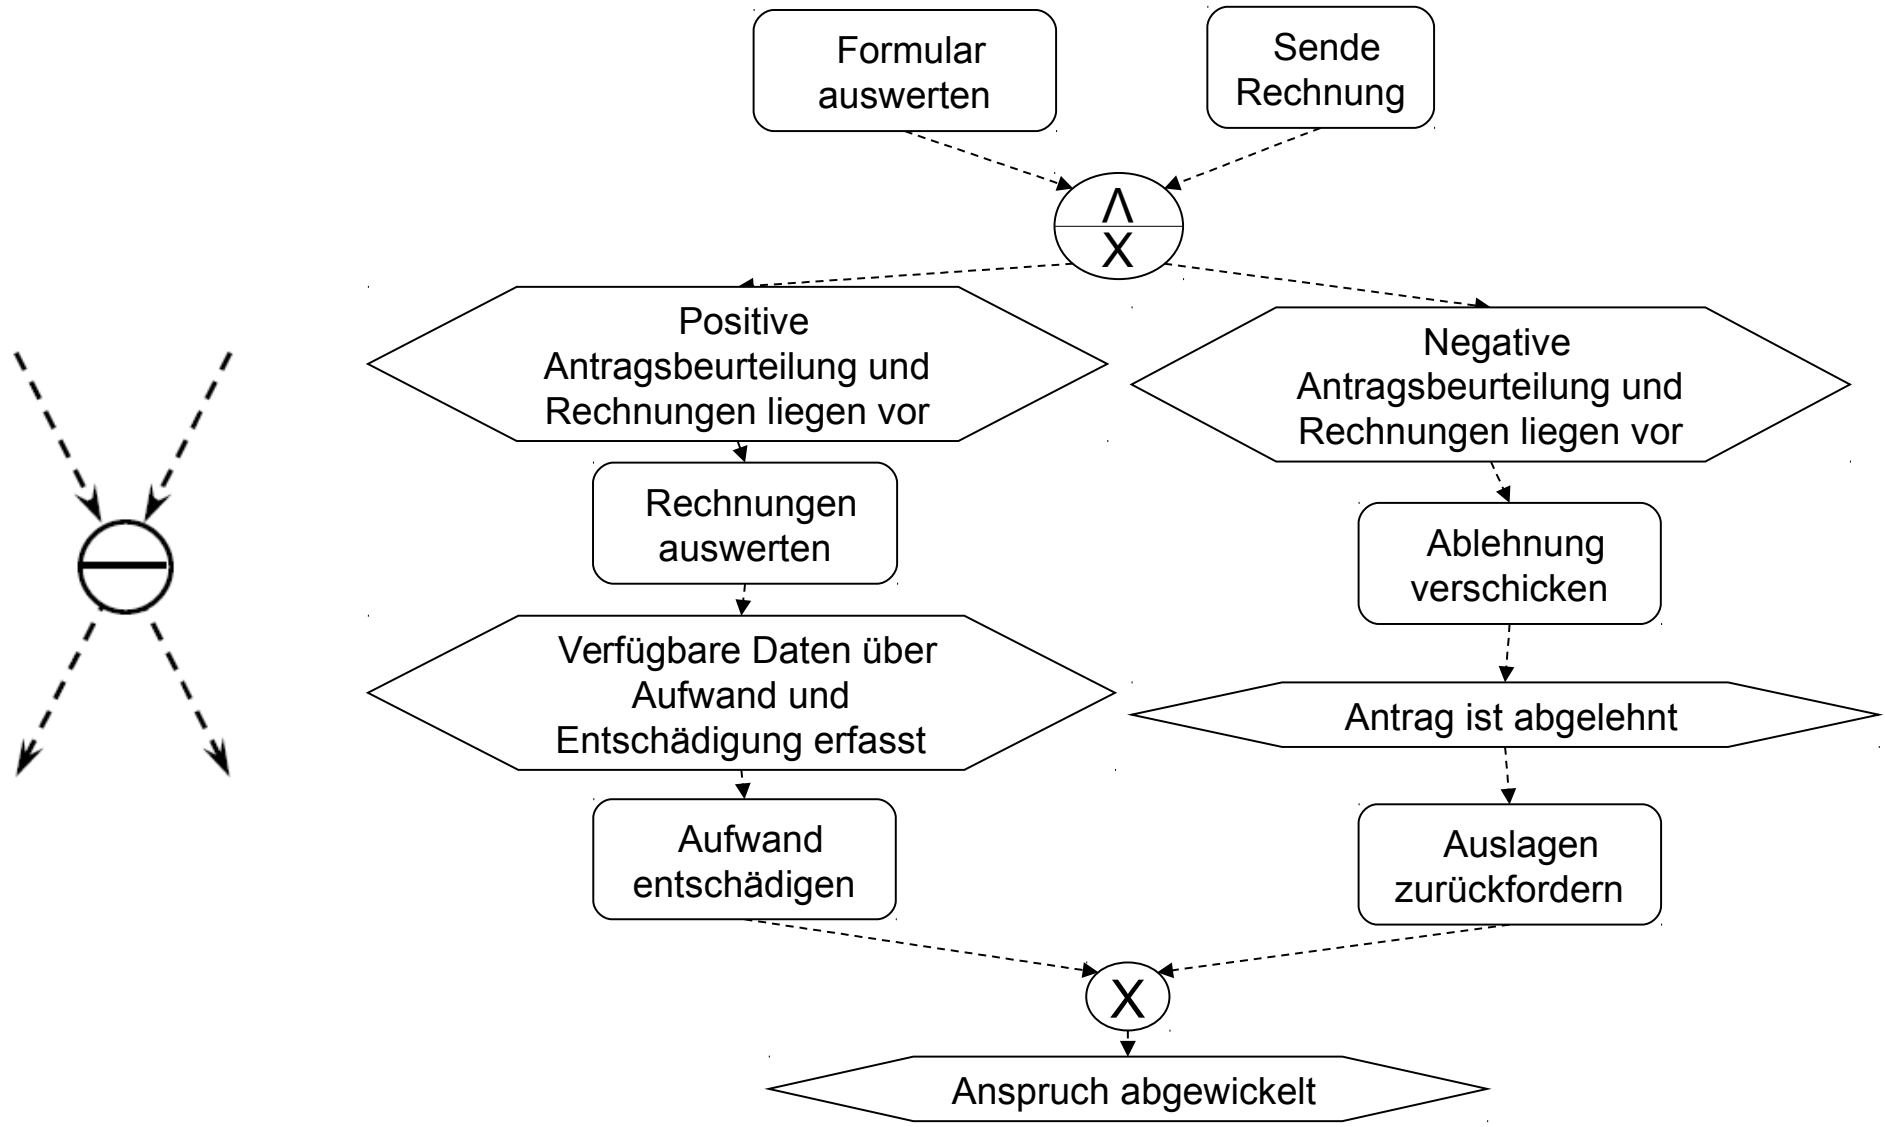 Formular
auswerten
Sende
Rechnung
Λ
X
Positive
Antragsbeurteilung und
Rechnungen liegen vor
Negative
Antragsbeurteilung und
Rechnungen liegen vor
Rechnungen
auswerten
Ablehnung
verschicken
Verfügbare Daten über
Aufwand und
Entschädigung erfasst
Antrag ist abgelehnt
Aufwand
entschädigen
Auslagen
zurückfordern
X
Anspruch abgewickelt